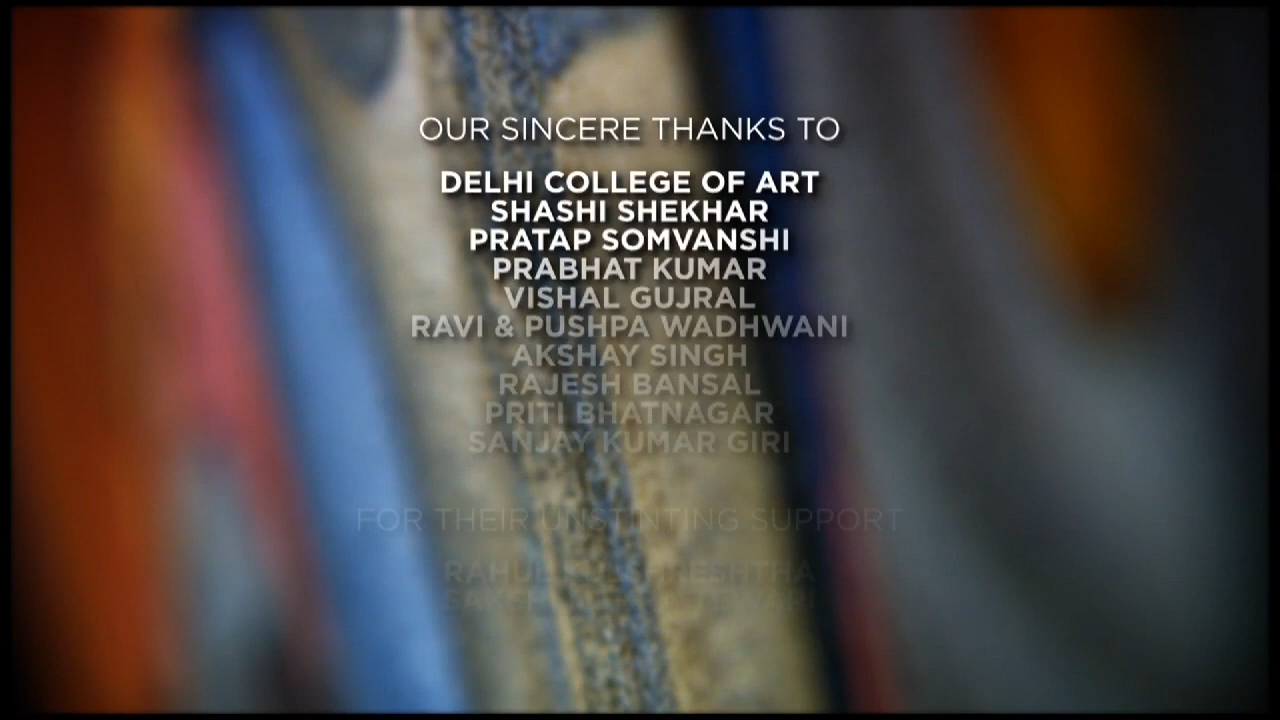 OUR SINCERE THANKS TO
DELHI COLLEGE OF ART
SHASHI SHEKHAR
PRATAP SOMVANSHI
PRABHAT KUMAR
VISHAL GUJRAL
RAVI & PUSHPA WADHWANI
AKSHAY SINGH
RAJESH BANSAL
PRITI BHATNAGAR
SANJAY KUMAR GIRI
FOR THEIR UNSTINTING SUPPORT